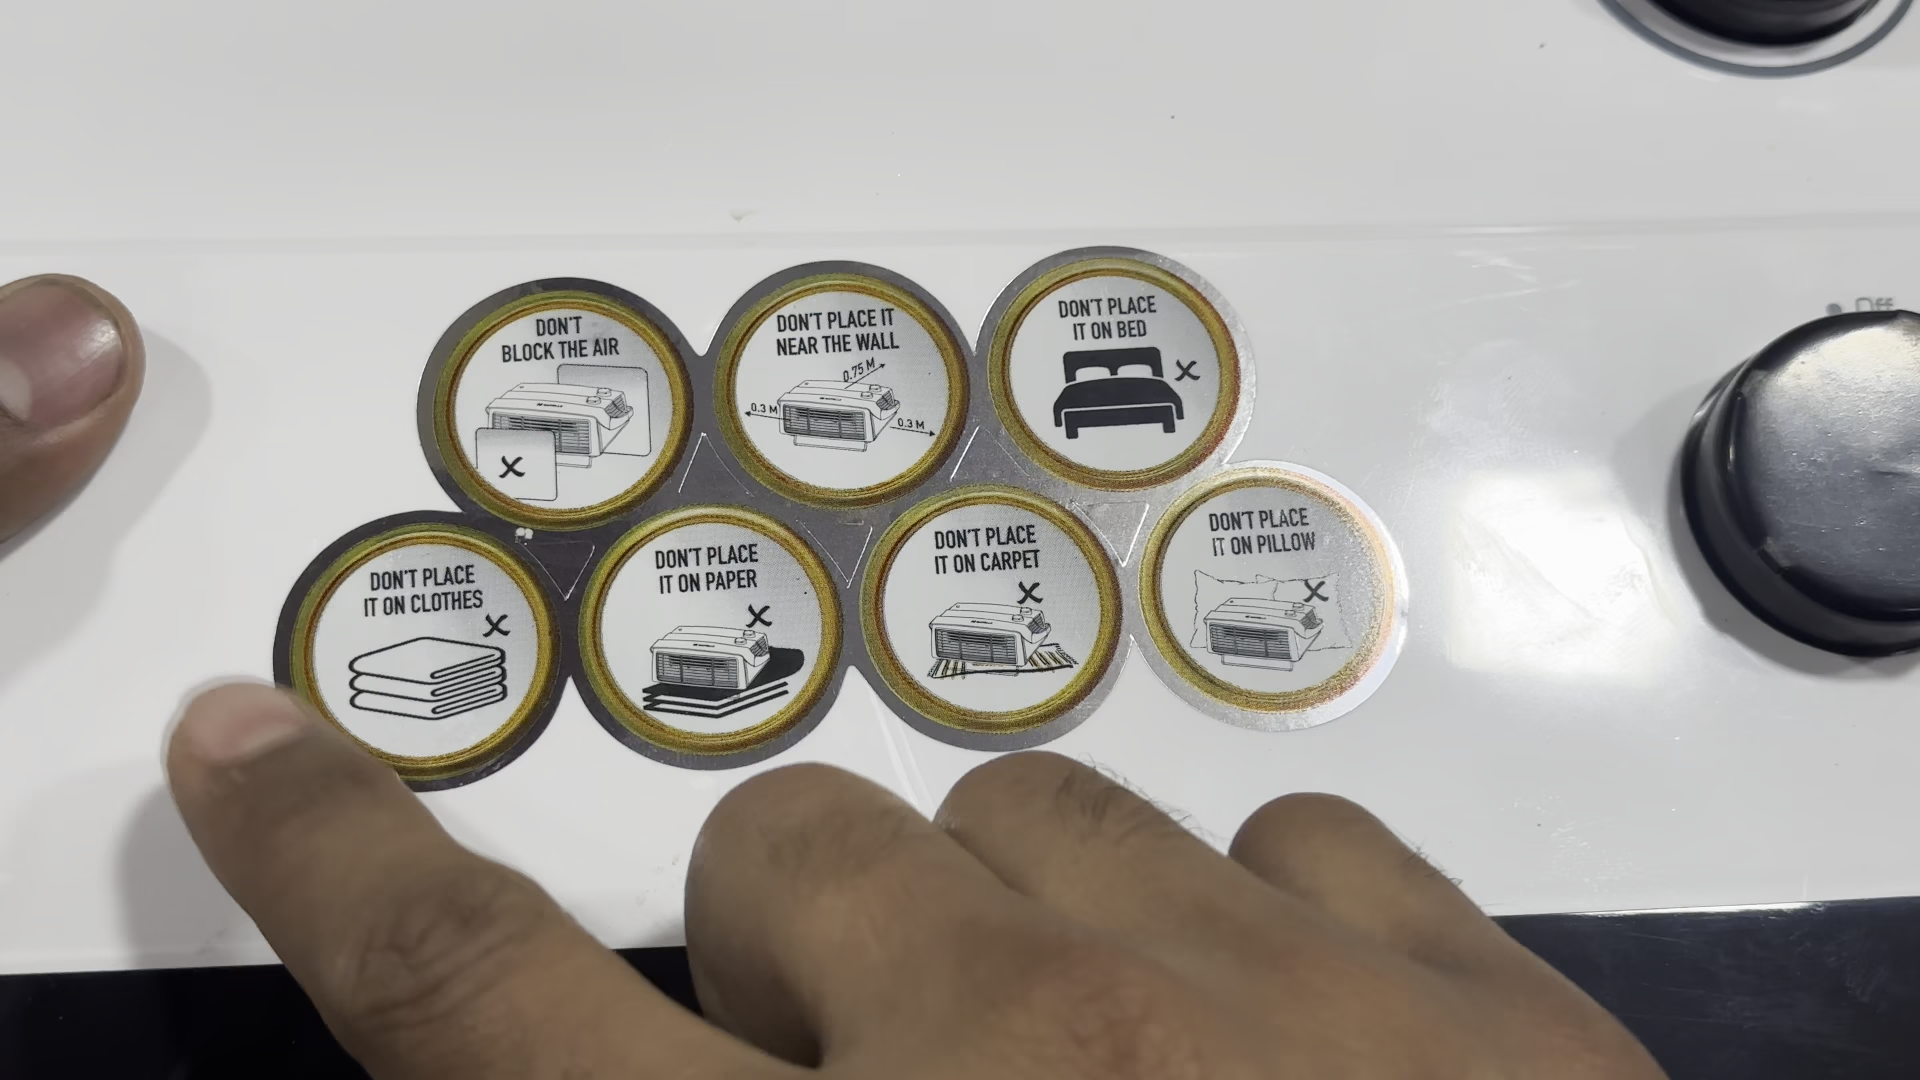 DON'T
BLOCK THE AIR
DON'T PLACE IT
NEAR THE WALL
0.75 M
0.3 M
0.3 M
DON'T PLACE
IT ON BED
DON'T PLACE
IT ON CLOTHES
DON'T PLACE
IT ON PAPER
DON'T PLACE
IT ON CARPET
DON'T PLACE
IT ON PILLOW
Off